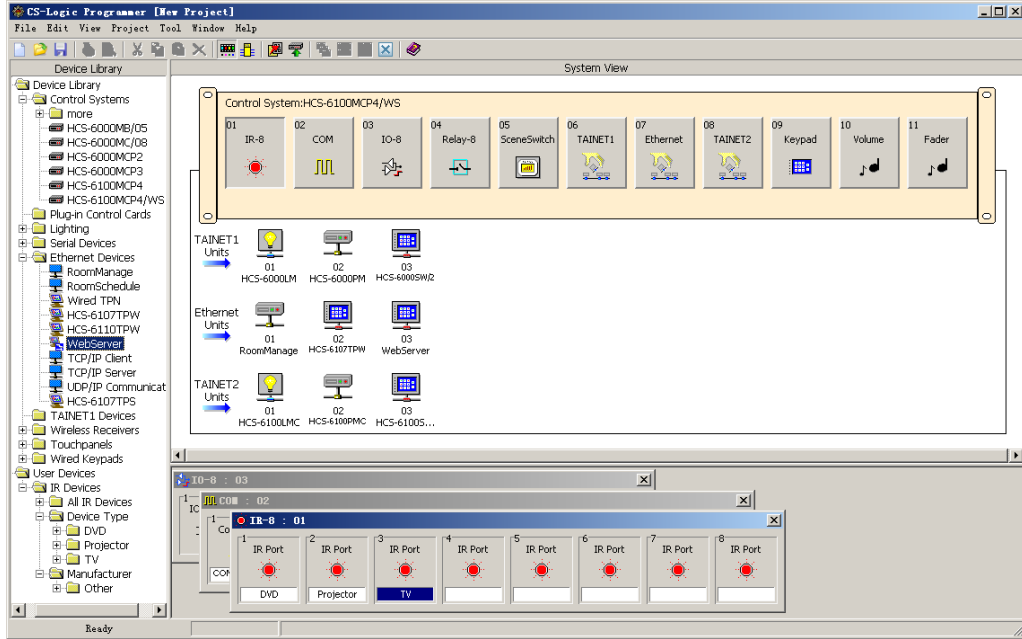 CS-Logic Programmer [New Project]
File Edit View Project Tool Window Help
Device Library
System View
Device Library
Control Systems
more
HCS-6000MB/05
HCS-6000MC/08
HCS-6000MCP2
HCS-6000MCP3
HCS-6100MCP4
HCS-6100MCP4/WS
Plug-in Control Cards
Lighting
Serial Devices
Ethernet Devices
RoomManage
RoomSchedule
Wired TPN
HCS-6107TPW
HCS-6110TPW
WebServer
TCP/IP Client
TCP/IP Server
UDP/IP Communicat
HCS-6107TPS
TAINET1 Devices
Wireless Receivers
Touchpanels
Wired Keypads
User Devices
IR Devices
All IR Devices
Device Type
DVD
Projector
TV
Manufacturer
Other
Control System:HCS-6100MCP4/WS
01 02 03 04 05 06 07 08 09 10 11
IR-8 COM IO-8 Relay-8 SceneSwitch TAINET1 Ethernet TAINET2 Keypad Volume Fader
TAINET1
Units
01 02 03
HCS-6000LM HCS-6000PM HCS-6000SW/2
Ethernet
Units
01 02 03
RoomManage HCS-6107TPW WebServer
TAINET2
Units
01 02 03
HCS-6100LMC HCS-6100PMC HCS-6100S...
IO-8 : 03
1
IC
COM : 02
1
Co
COM
IR-8 : 01
1 2 3 4 5 6 7 8
IR Port IR Port IR Port IR Port IR Port IR Port IR Port IR Port
DVD Projector TV
Ready